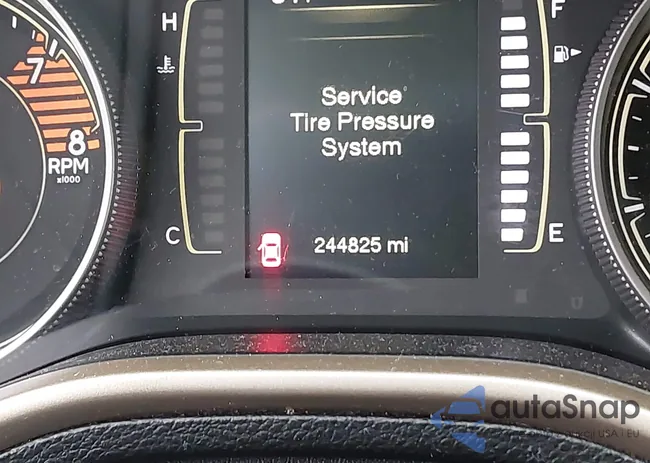 H
F
7
Service
Tire Pressure
System
8
RPM
x1000
C
E
244825 mi
autoSnap